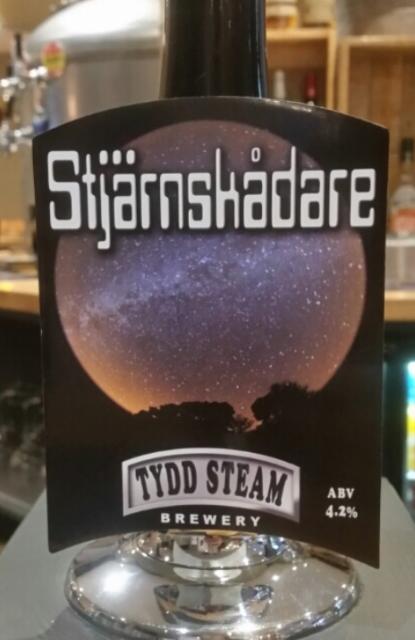 Stjärnskådare
TYDD STEAM
BREWERY
ABV
4.2%